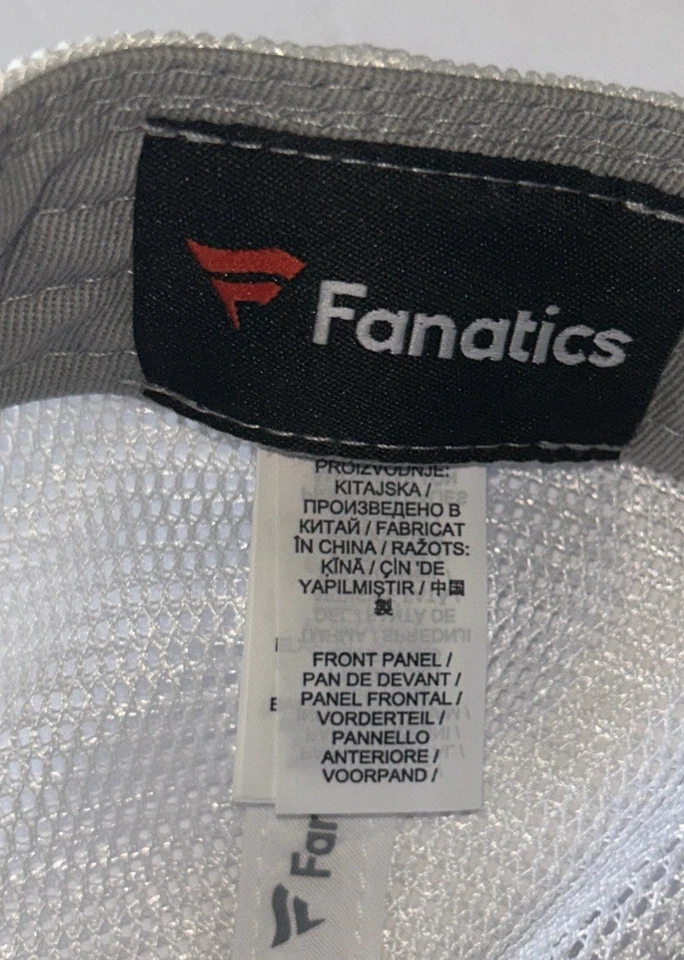 Fanatics
PROIZVODNJE:
KITAJSKA /
ПРОИЗВЕДЕНО В
КИТАЙ / FABRICAT
ÎN CHINA / RAŽOTS:
ĶĪNĀ / ÇİN 'DE
YAPILMIŞTIR / 中国
製
FRONT PANEL /
PAN DE DEVANT /
PANEL FRONTAL /
VORDERTEIL /
PANNELLO
ANTERIORE /
VOORPAND /